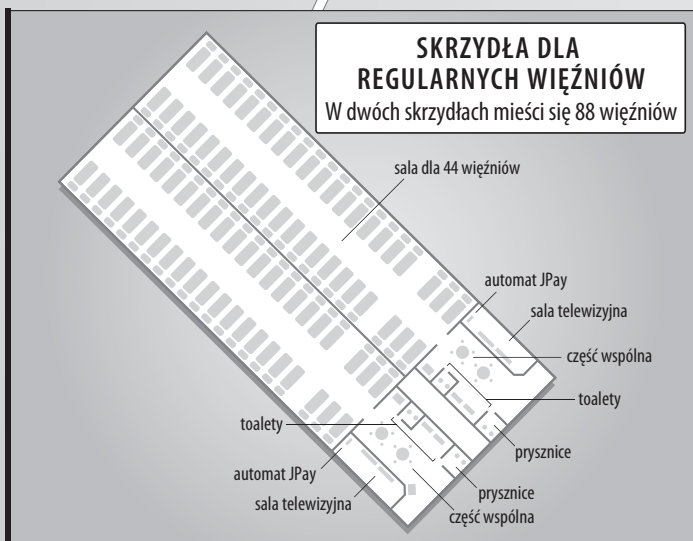 SKRZYDŁA DLA
REGULARNYCH WIĘŹNIÓW
W dwóch skrzydłach mieści się 88 więźniów
sala dla 44 więźniów
automat JPay
sala telewizyjna
część wspólna
toalety
prysznice
toalety
automat JPay
sala telewizyjna
prysznice
część wspólna